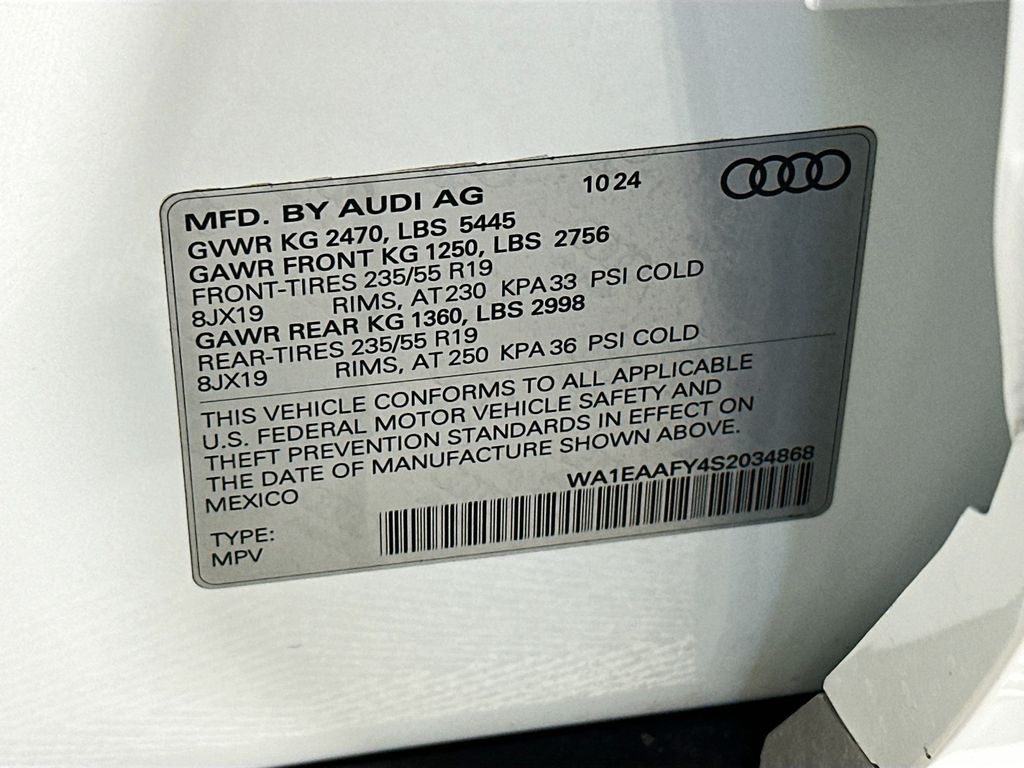 MFD. BY AUDI AG 10 24
GVWR KG 2470, LBS 5445
GAWR FRONT KG 1250, LBS 2756
FRONT-TIRES 235/55 R19
8JX19 RIMS, AT 230 KPA 33 PSI COLD
GAWR REAR KG 1360, LBS 2998
REAR-TIRES 235/55 R19
8JX19 RIMS, AT 250 KPA 36 PSI COLD
THIS VEHICLE CONFORMS TO ALL APPLICABLE
U.S. FEDERAL MOTOR VEHICLE SAFETY AND
THEFT PREVENTION STANDARDS IN EFFECT ON
THE DATE OF MANUFACTURE SHOWN ABOVE.
MEXICO WA1EAAFY4S2034868
TYPE:
MPV